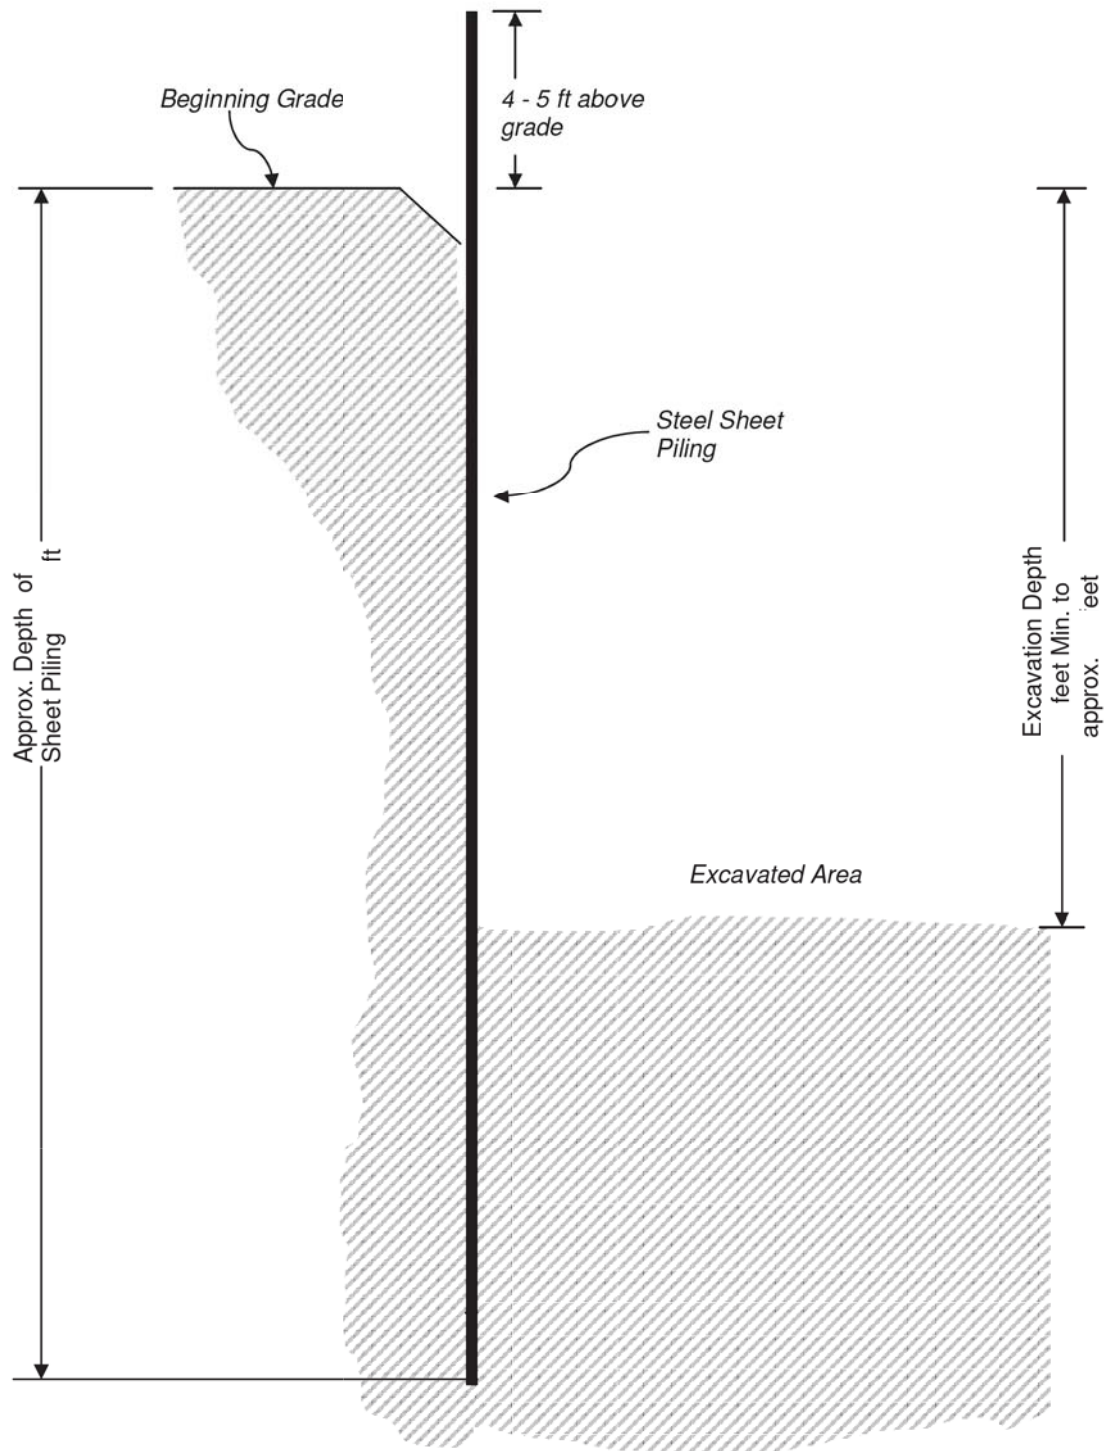 Beginning Grade
4 - 5 ft above
grade
Steel Sheet
Piling
Approx. Depth of ft
Sheet Piling
Excavation Depth
feet Min. to
approx. eet
Excavated Area